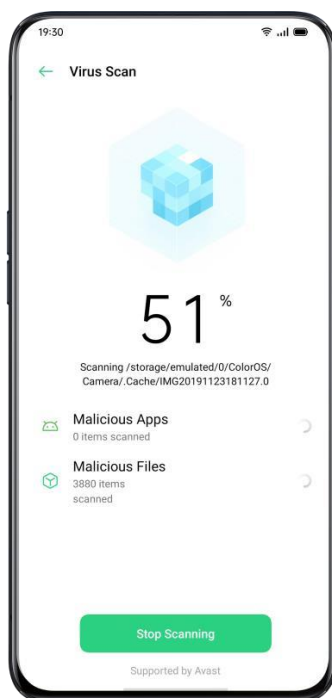 19:30
Virus Scan
51 %
Scanning /storage/emulated/0/ColorOS/
Camera/.Cache/IMG20191123181127.0
Malicious Apps
0 items scanned
Malicious Files
3880 items
scanned
Stop Scanning
Supported by Avast